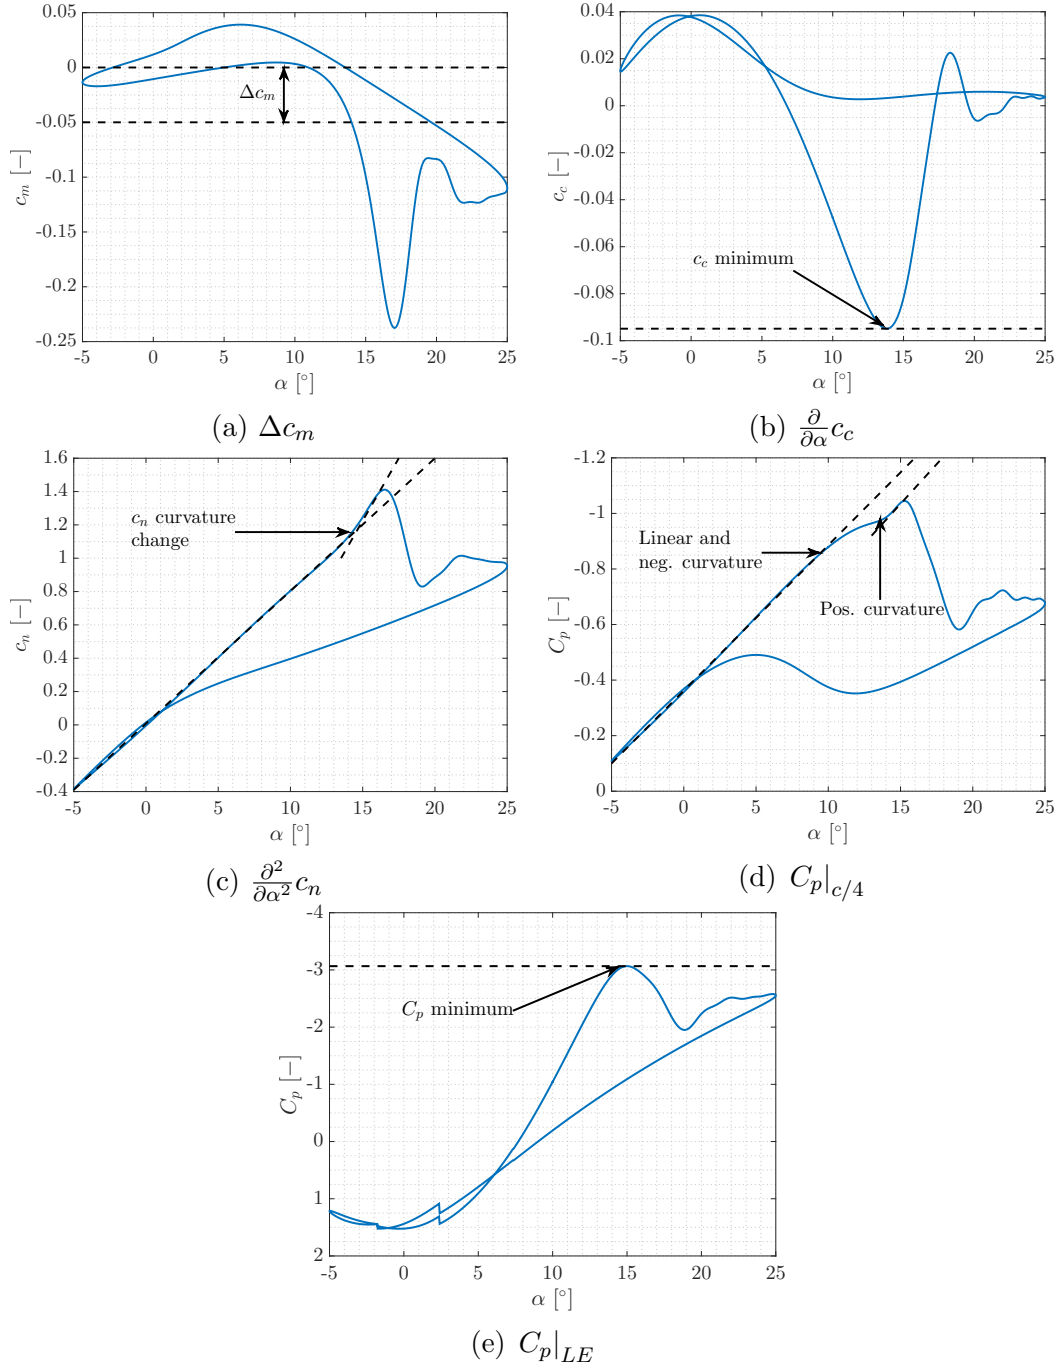 0.05
0
-0.05
-0.1
-0.15
-0.2
-0.25
c_m [−]
Δc_m
-5 0 5 10 15 20 25
α [°]
(a) Δc_m
0.04
0.02
0
-0.02
-0.04
-0.06
-0.08
-0.1
c_c [−]
c_c minimum
-5 0 5 10 15 20 25
α [°]
(b) ∂/∂α c_c
1.6
1.4
1.2
1
0.8
0.6
0.4
0.2
0
-0.2
-0.4
c_n [−]
c_n curvature
change
-5 0 5 10 15 20 25
α [°]
(c) ∂²/∂α² c_n
-1.2
-1
-0.8
-0.6
-0.4
-0.2
0
C_p [−]
Linear and
neg. curvature
Pos. curvature
-5 0 5 10 15 20 25
α [°]
(d) C_p|_{c/4}
-4
-3
-2
-1
0
1
2
C_p [−]
C_p minimum
-5 0 5 10 15 20 25
α [°]
(e) C_p|_{LE}